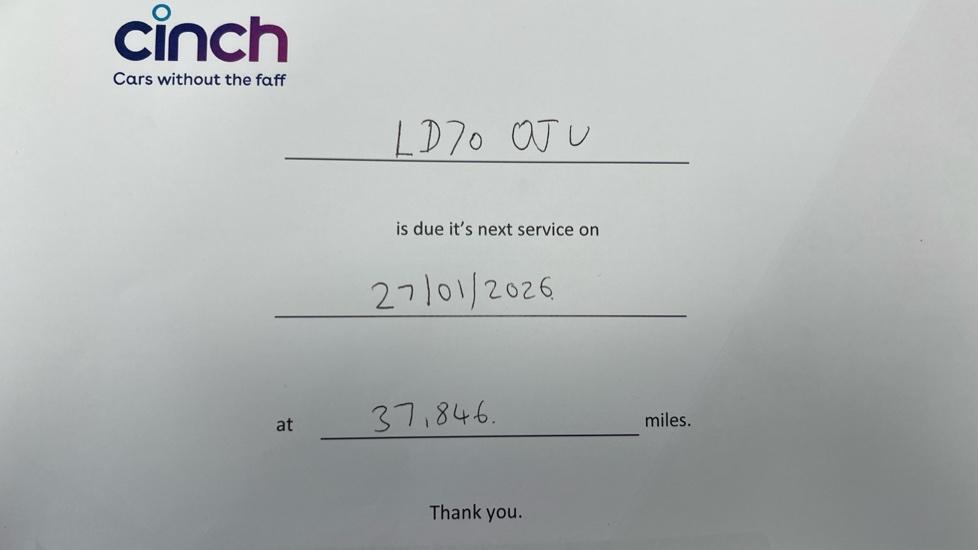 cinch
Cars without the faff
LD70 OJU
is due it's next service on
27/01/2026.
at 37,846. miles.
Thank you.